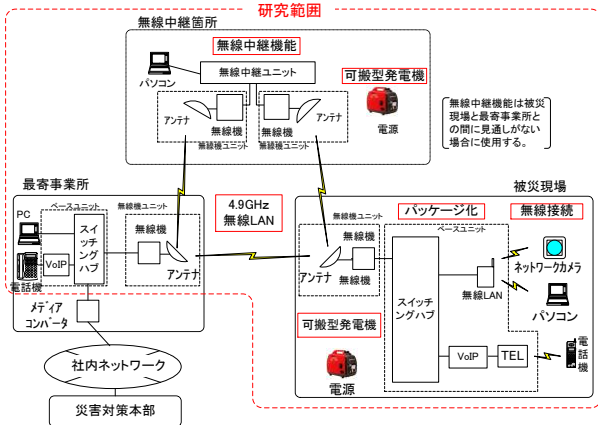 研究範囲
無線中継箇所
無線中継機能
無線中継ユニット
パソコン
可搬型発電機
アンテナ
無線機
無線機ユニット
無線機
無線機ユニット
アンテナ
電源
無線中継機能は被災
現場と最寄事業所と
の間に見通しがない
場合に使用する。
最寄事業所
ベースユニット
無線機ユニット
PC
スイッチングハブ
無線機
VoIP
アンテナ
電話機
メディア
コンバータ
4.9GHz
無線LAN
社内ネットワーク
災害対策本部
被災現場
無線機ユニット
パッケージ化
無線接続
ベースユニット
無線機
アンテナ
無線機
スイッチングハブ
無線LAN
ネットワークカメラ
パソコン
可搬型発電機
電源
VoIP
TEL
電話機